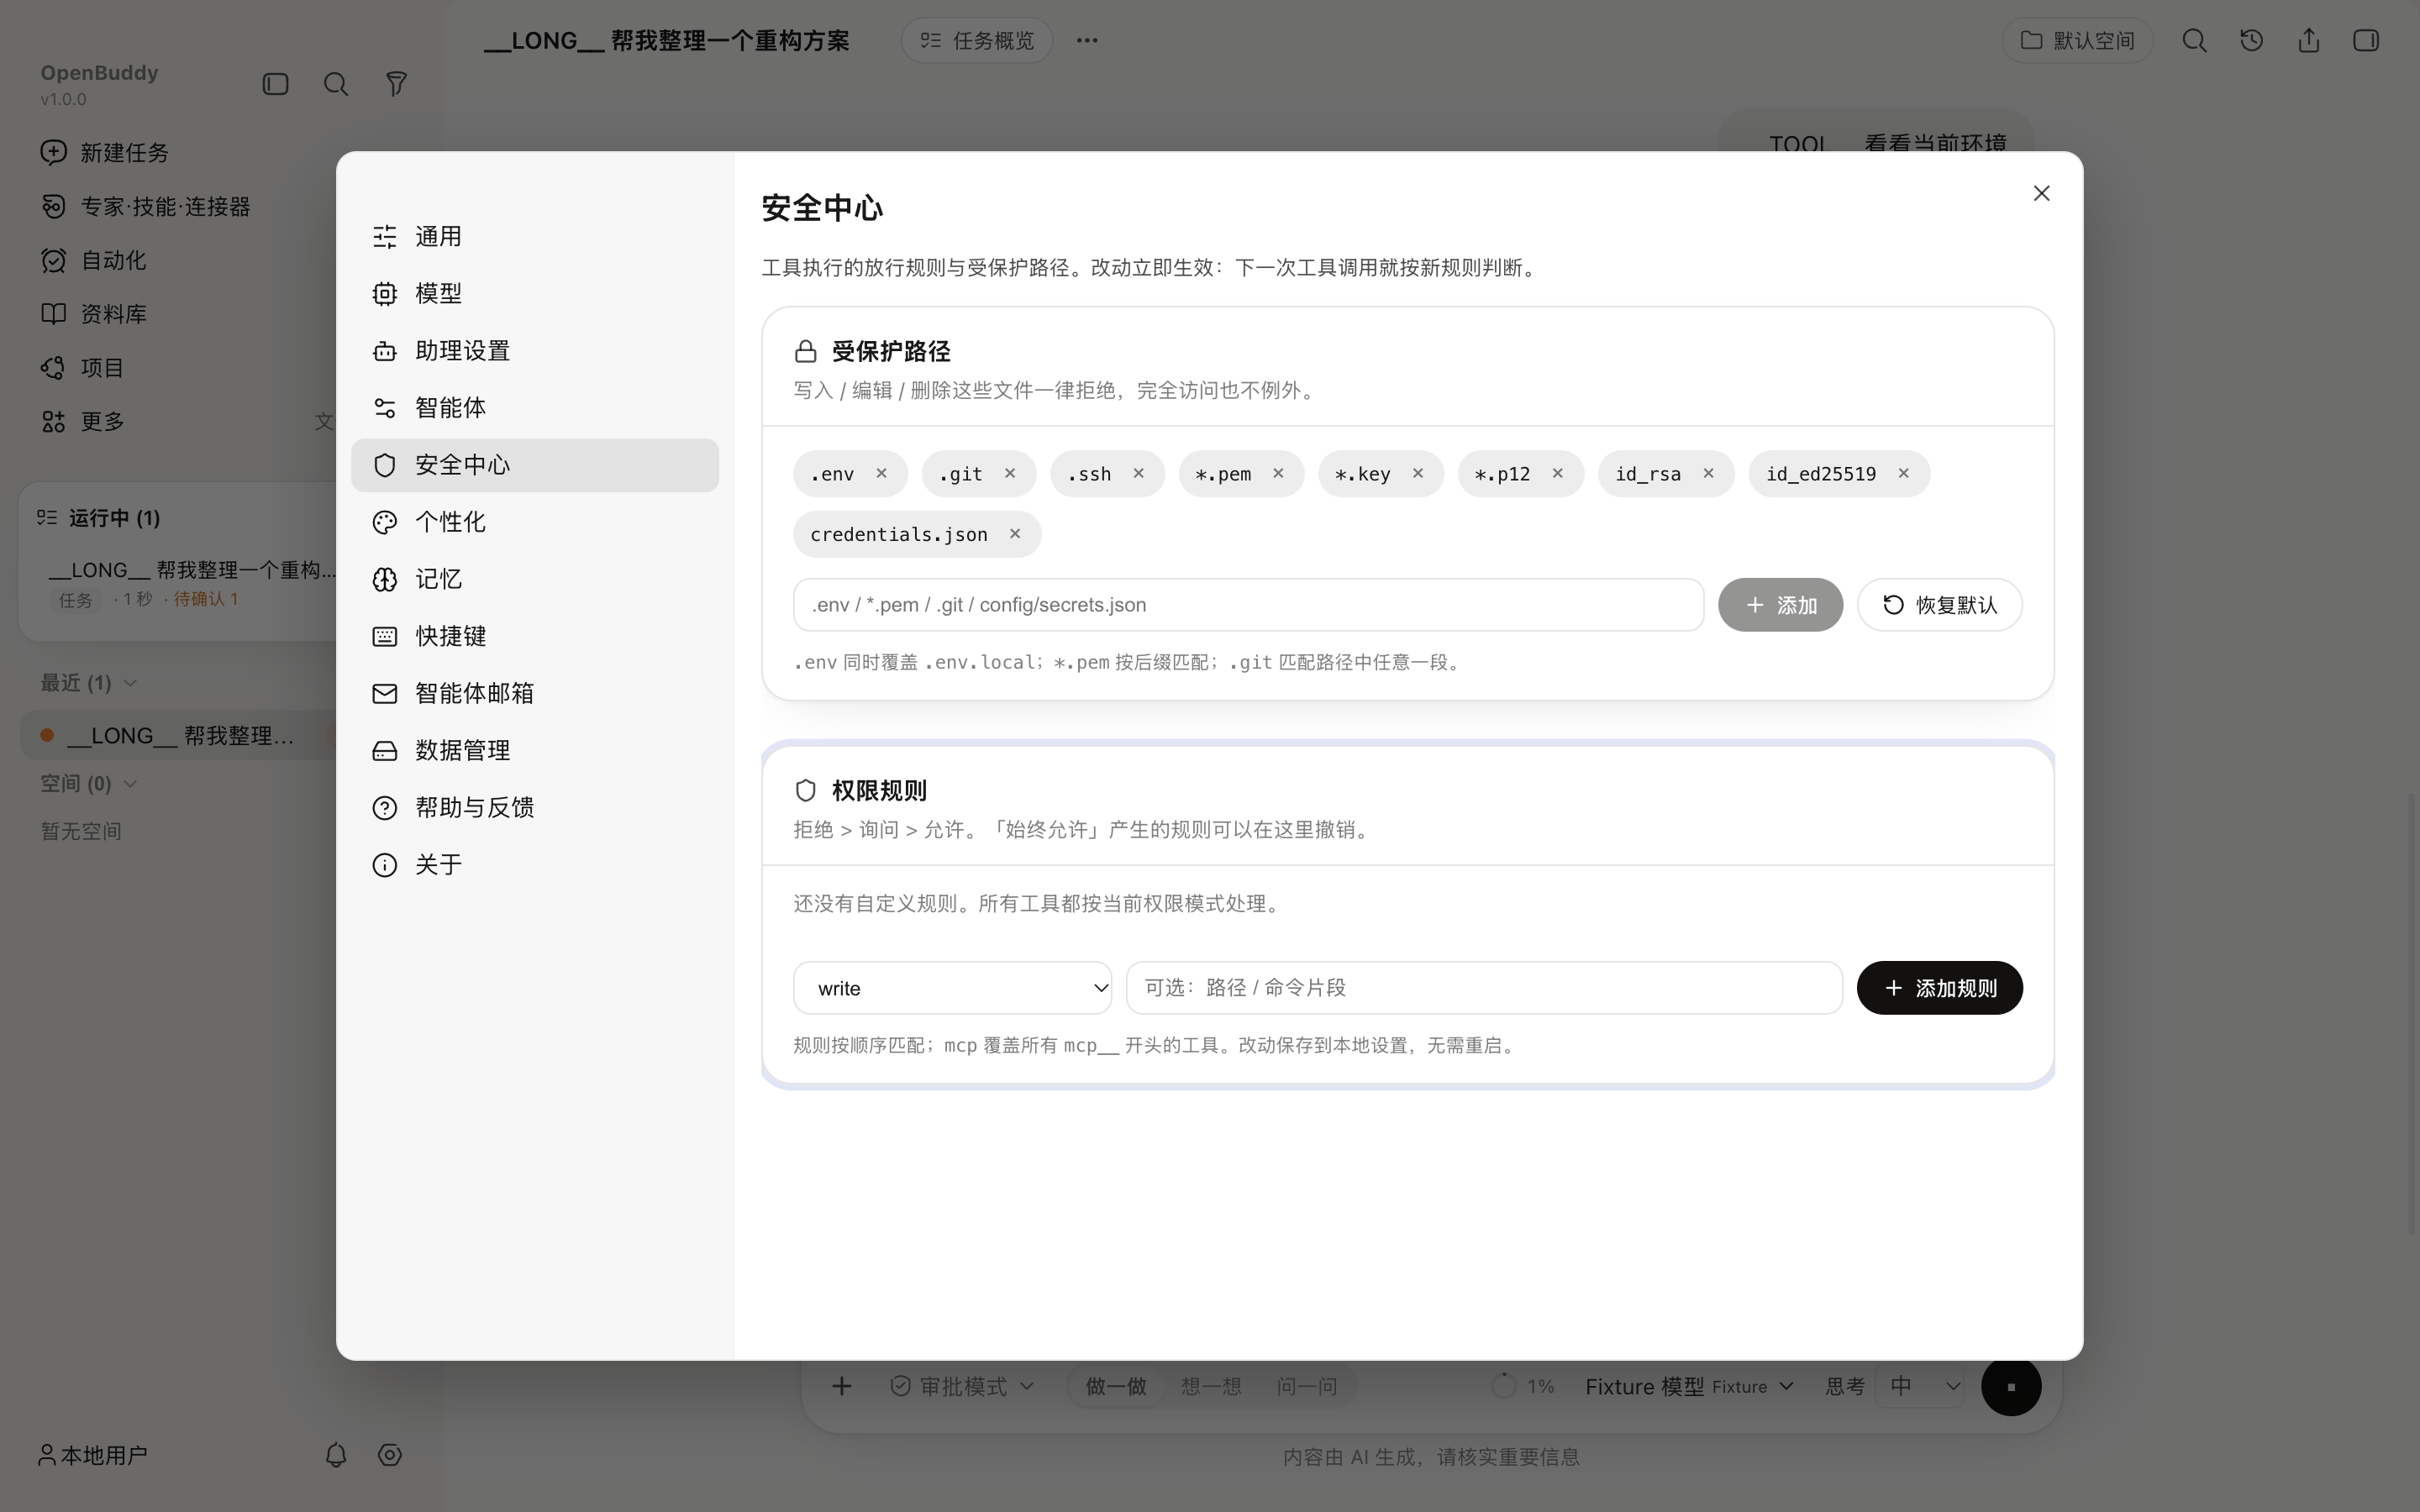 OpenBuddy
v1.0.0
新建任务
专家·技能·连接器
自动化
资料库
项目
更多
文
运行中 (1)
__LONG__ 帮我整理一个重构...
任务 · 1 秒 · 待确认 1
最近 (1)
__LONG__ 帮我整理...
空间 (0)
暂无空间
本地用户
__LONG__ 帮我整理一个重构方案
任务概览
默认空间
TOOL 看看当前环境
通用
模型
助理设置
智能体
安全中心
个性化
记忆
快捷键
智能体邮箱
数据管理
帮助与反馈
关于
安全中心
工具执行的放行规则与受保护路径。改动立即生效：下一次工具调用就按新规则判断。
受保护路径
写入 / 编辑 / 删除这些文件一律拒绝，完全访问也不例外。
.env × .git × .ssh × *.pem × *.key × *.p12 × id_rsa × id_ed25519 ×
credentials.json ×
.env / *.pem / .git / config/secrets.json
添加
恢复默认
.env 同时覆盖 .env.local；*.pem 按后缀匹配；.git 匹配路径中任意一段。
权限规则
拒绝 > 询问 > 允许。「始终允许」产生的规则可以在这里撤销。
还没有自定义规则。所有工具都按当前权限模式处理。
write
可选：路径 / 命令片段
添加规则
规则按顺序匹配；mcp 覆盖所有 mcp__ 开头的工具。改动保存到本地设置，无需重启。
审批模式
做一做 想一想 问一问
1%
Fixture 模型 Fixture
思考 中
内容由 AI 生成，请核实重要信息